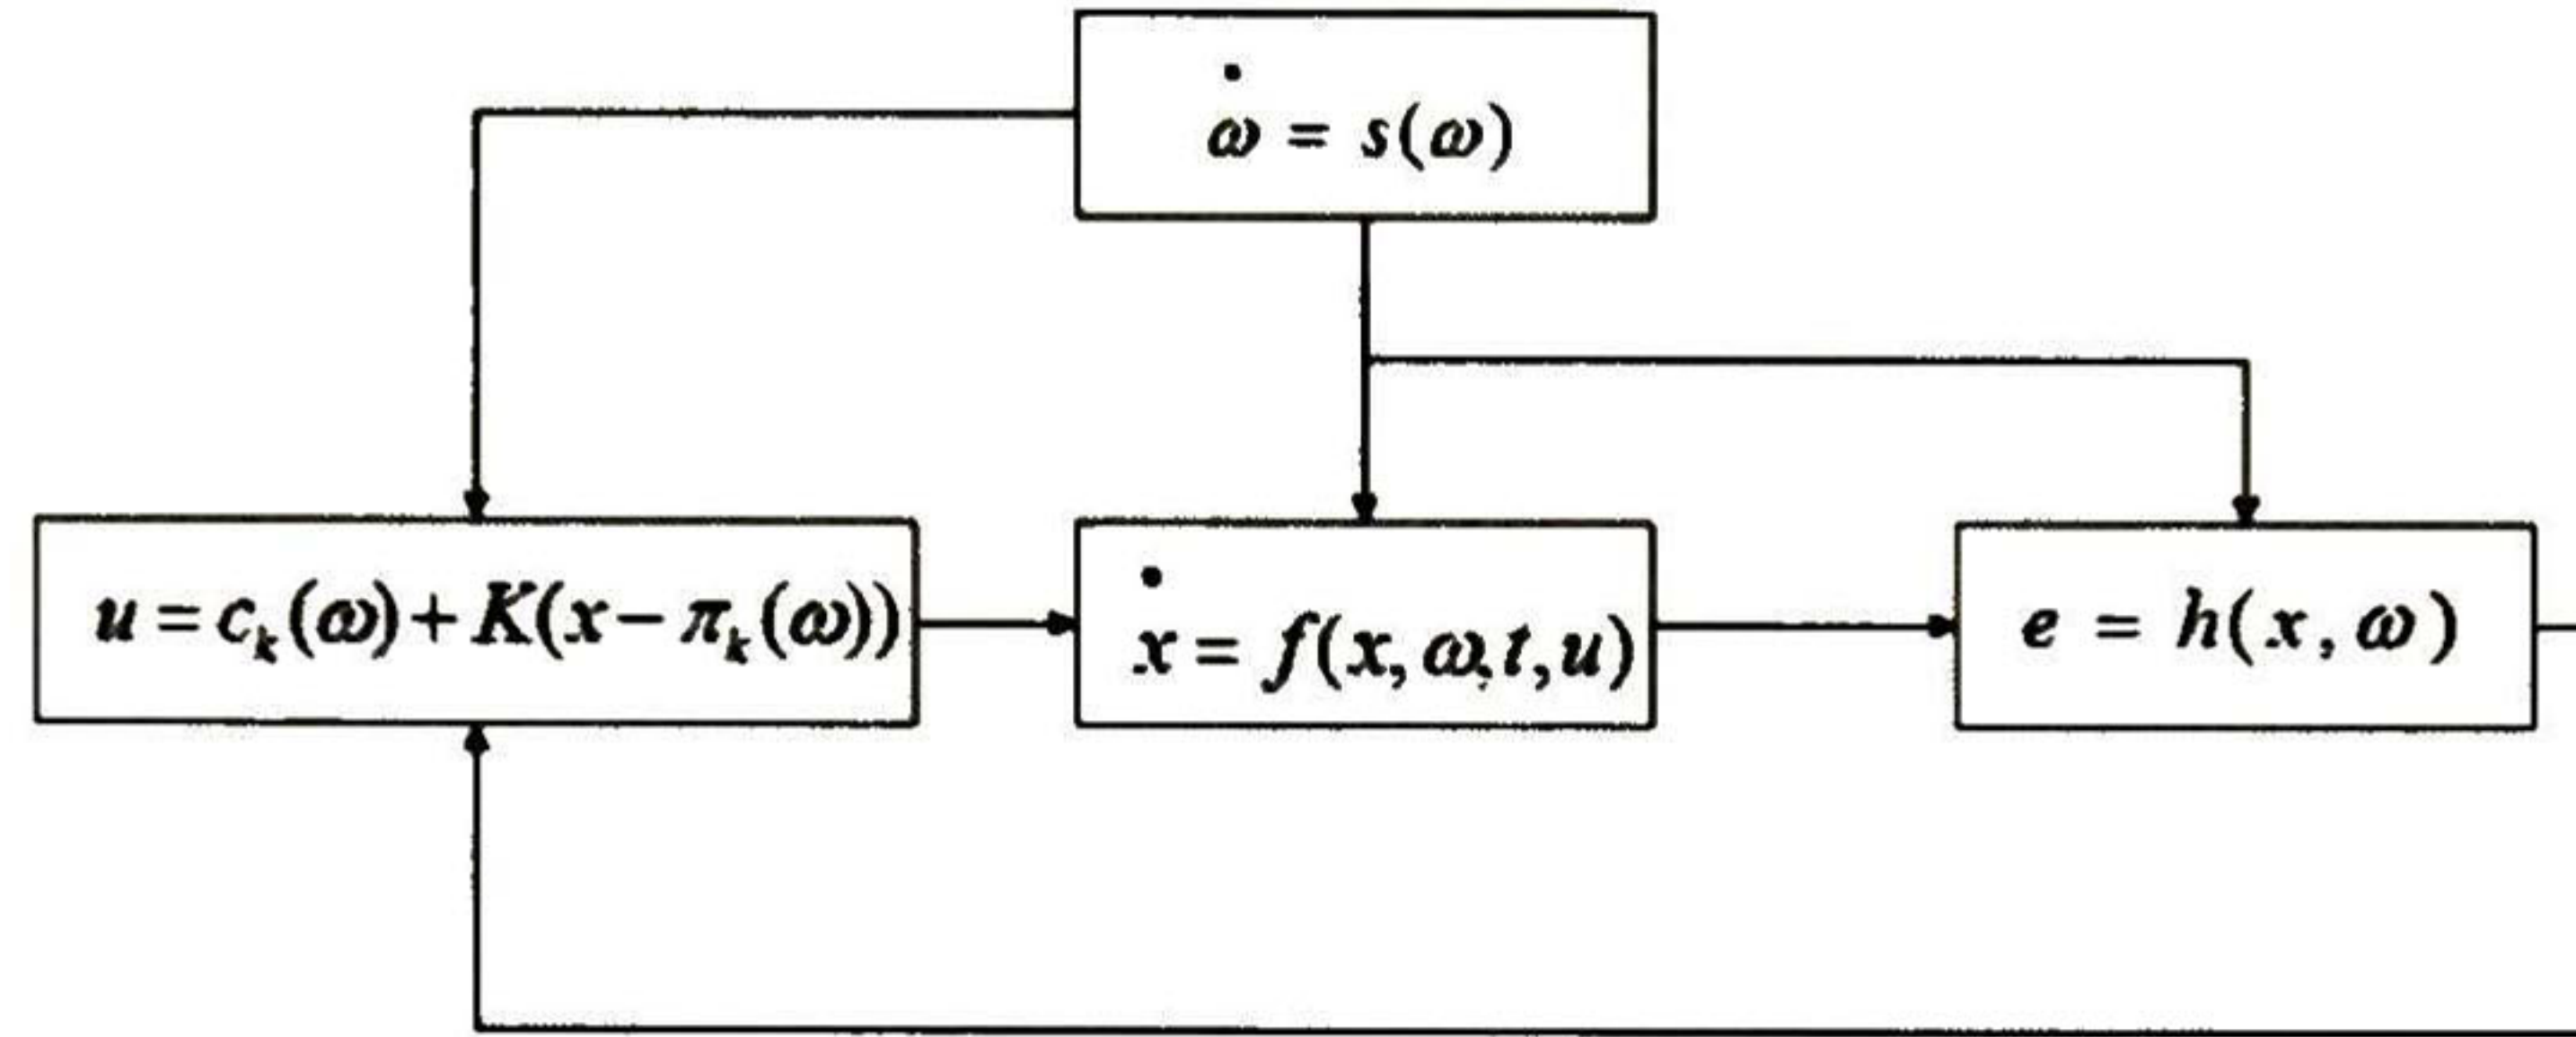 ω̇ = s(ω)
u = c_k(ω) + K(x − π_k(ω))
ẋ = f(x, ω, t, u)
e = h(x, ω)